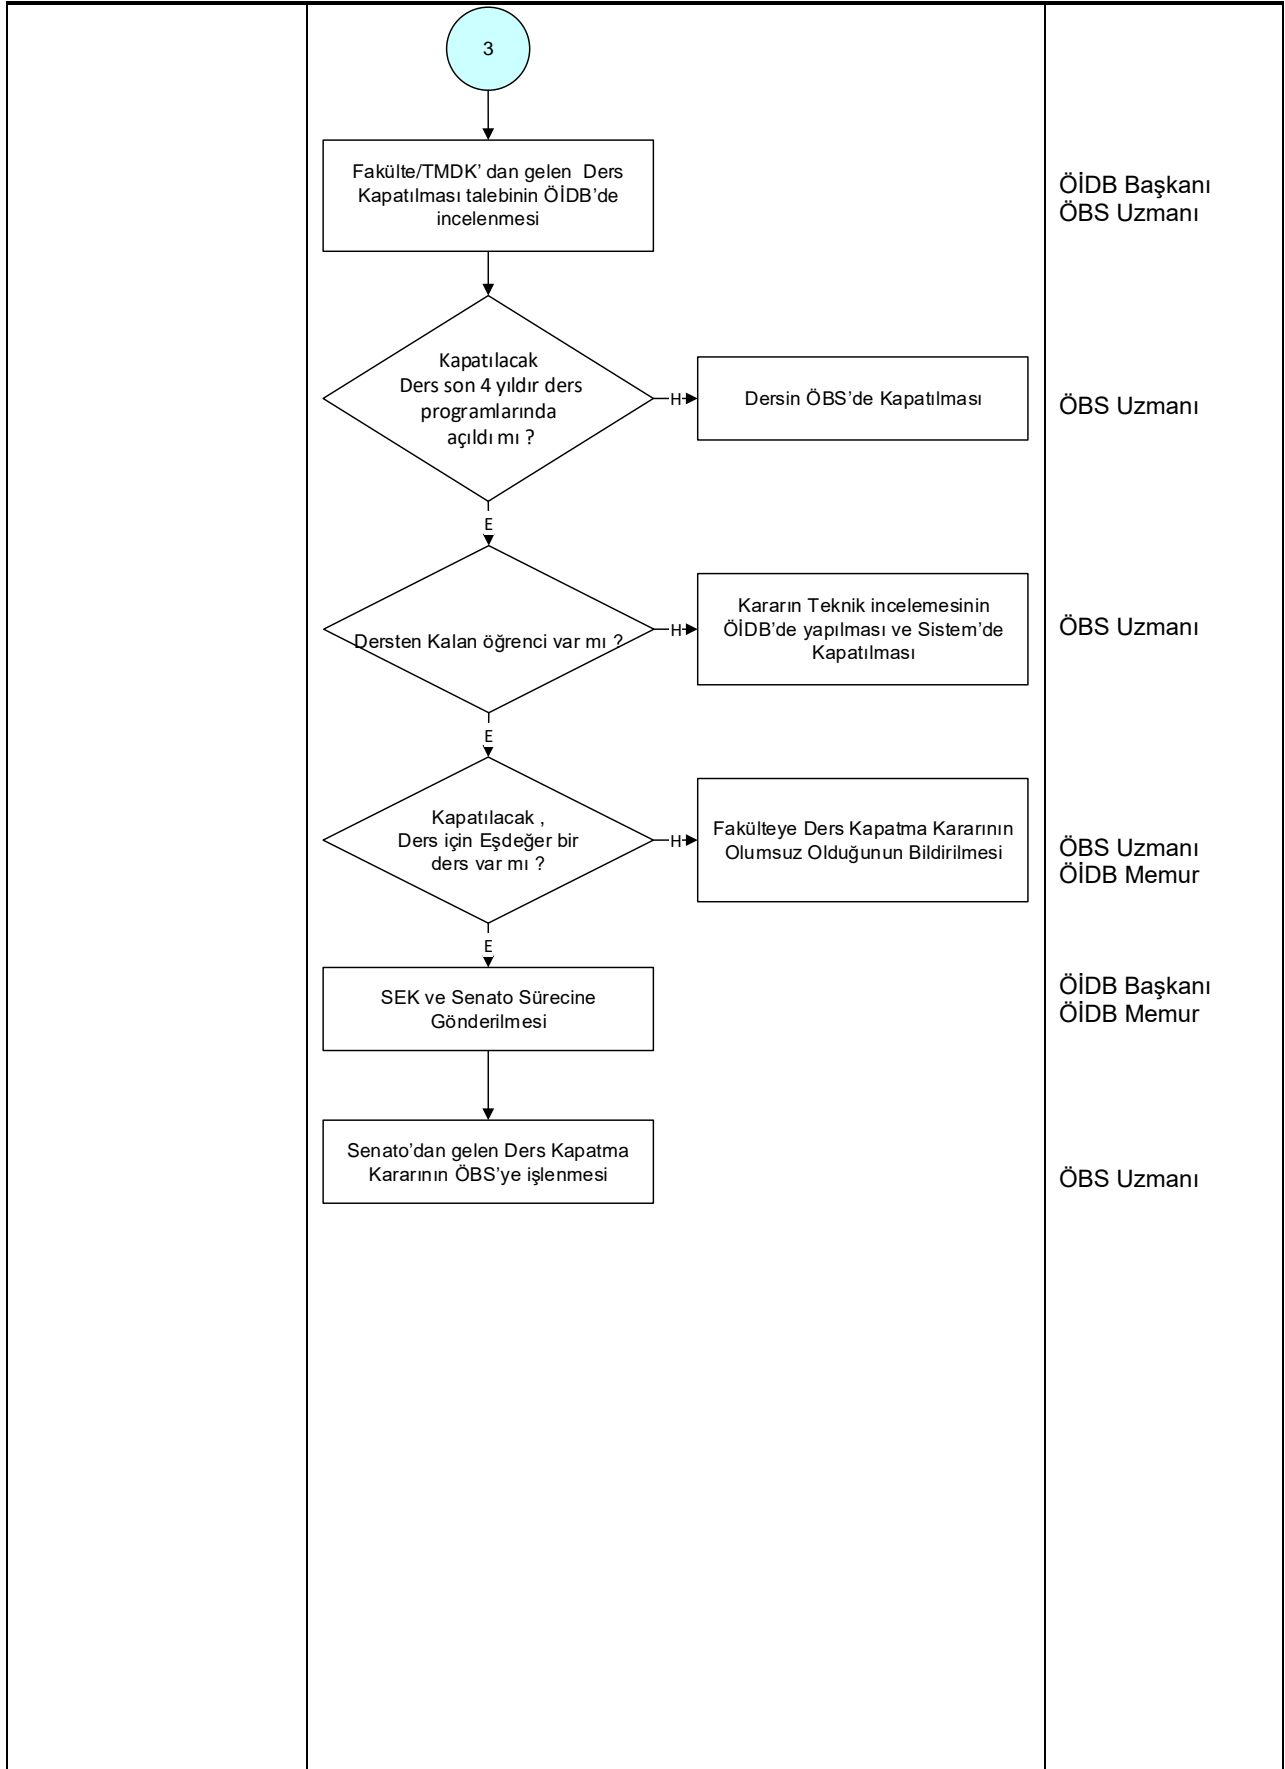 3
Fakülte/TMDK’ dan gelen  Ders
Kapatılması talebinin ÖİDB’de
incelenmesi
ÖİDB Başkanı
ÖBS Uzmanı
Kapatılacak
Ders son 4 yıldır ders
programlarında
açıldı mı ?
H
Dersin ÖBS’de Kapatılması
ÖBS Uzmanı
E
Dersten Kalan öğrenci var mı ?
H
Kararın Teknik incelemesinin
ÖİDB’de yapılması ve Sistem’de
Kapatılması
ÖBS Uzmanı
E
Kapatılacak ,
Ders için Eşdeğer bir
ders var mı ?
H
Fakülteye Ders Kapatma Kararının
Olumsuz Olduğunun Bildirilmesi
ÖBS Uzmanı
ÖİDB Memur
E
SEK ve Senato Sürecine
Gönderilmesi
ÖİDB Başkanı
ÖİDB Memur
Senato’dan gelen Ders Kapatma
Kararının ÖBS’ye işlenmesi
ÖBS Uzmanı